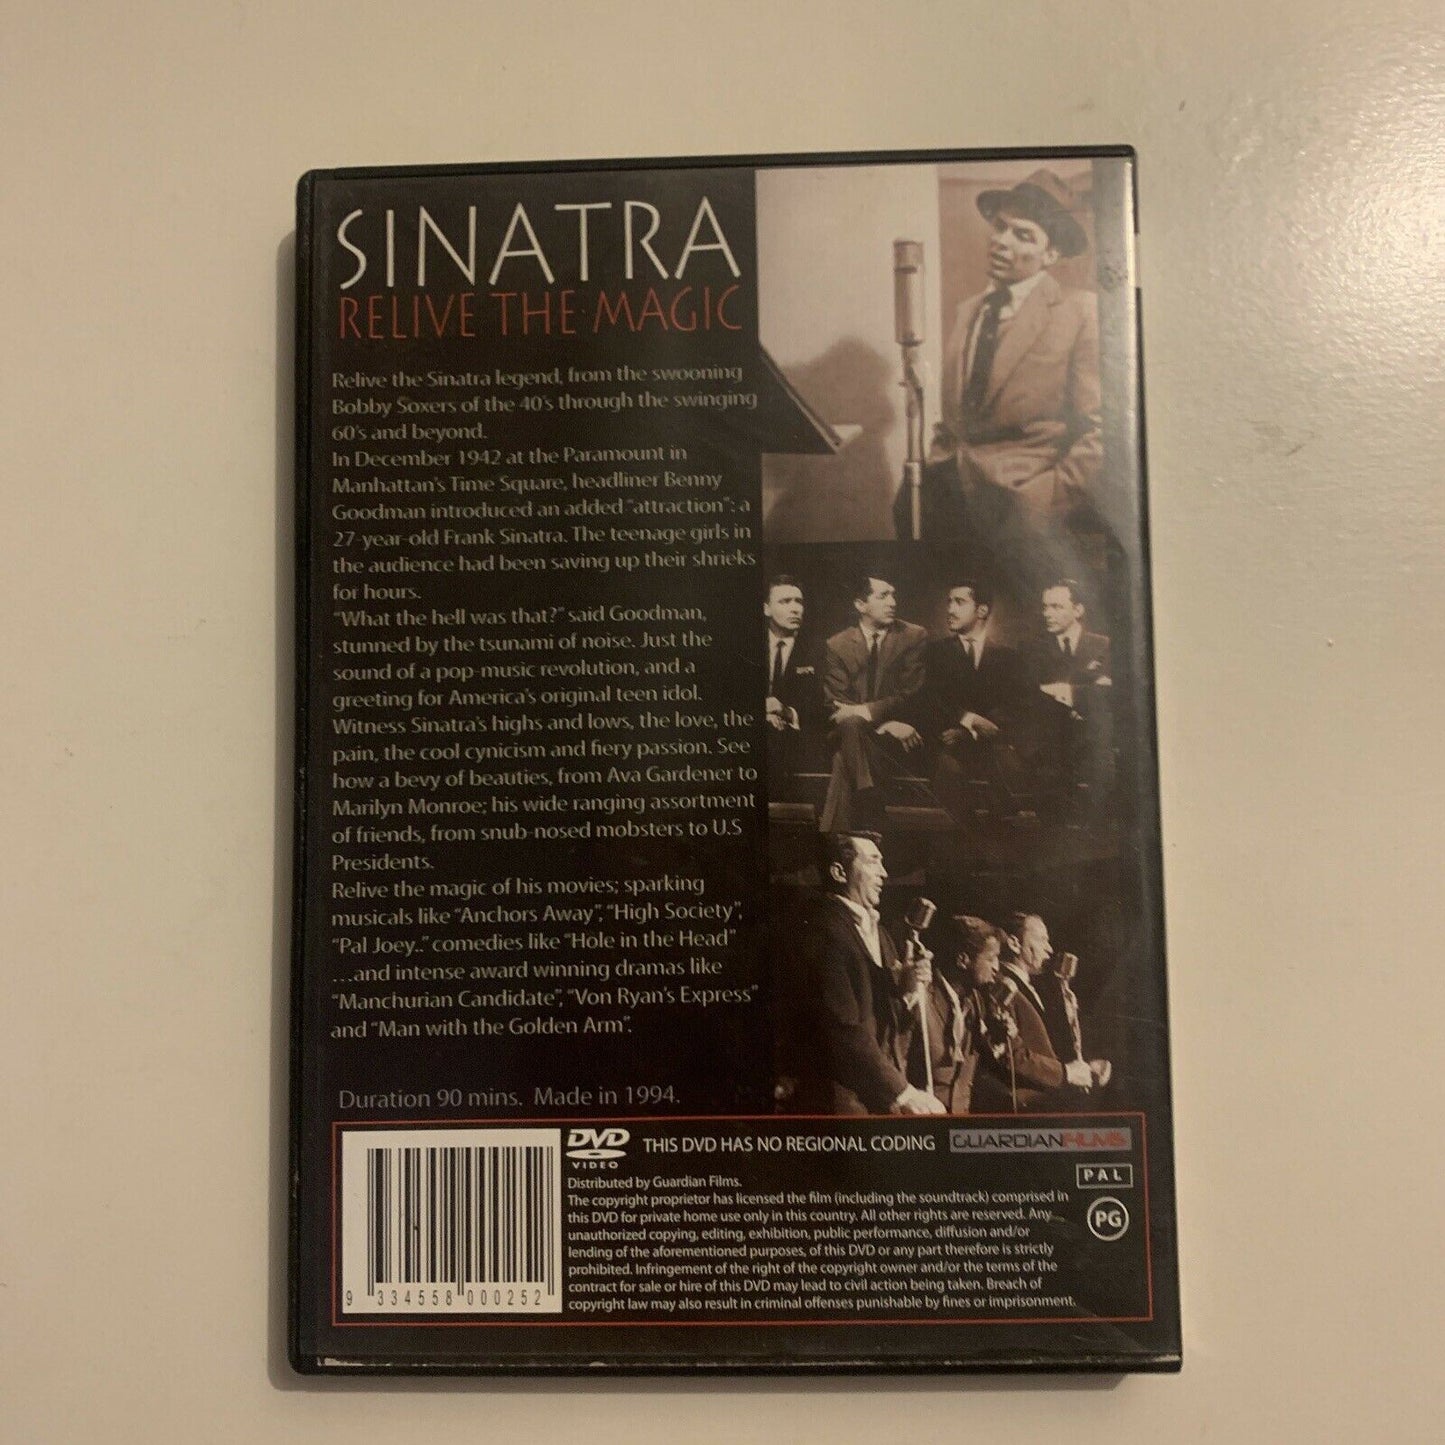 SINATRA
RELIVE THE MAGIC
Relive the Sinatra legend, from the swooning
Bobby Soxers of the 40's through the swinging
60's and beyond.
In December 1942 at the Paramount in
Manhattan's Time Square, headliner Benny
Goodman introduced an added "attraction": a
27-year-old Frank Sinatra. The teenage girls in
the audience had been saving up their shrieks
for hours.
"What the hell was that?" said Goodman,
stunned by the tsunami of noise. Just the
sound of a pop-music revolution, and a
greeting for America's original teen idol.
Witness Sinatra's highs and lows, the love, the
pain, the cool cynicism and fiery passion. See
how a bevy of beauties, from Ava Gardener to
Marilyn Monroe; his wide ranging assortment
of friends, from snub-nosed mobsters to U.S
Presidents.
Relive the magic of his movies; sparking
musicals like "Anchors Away", "High Society",
"Pal Joey.." comedies like "Hole in the Head"
...and intense award winning dramas like
"Manchurian Candidate", "Von Ryan's Express"
and "Man with the Golden Arm".
Duration 90 mins. Made in 1994.
DVD VIDEO
THIS DVD HAS NO REGIONAL CODING
GUARDIANFILMS
PAL
PG
Distributed by Guardian Films.
The copyright proprietor has licensed the film (including the soundtrack) comprised in
this DVD for private home use only in this country. All other rights are reserved. Any
unauthorized copying, editing, exhibition, public performance, diffusion and/or
lending of the aforementioned purposes, of this DVD or any part therefore is strictly
prohibited. Infringement of the right of the copyright owner and/or the terms of the
contract for sale or hire of this DVD may lead to civil action being taken. Breach of
copyright law may also result in criminal offenses punishable by fines or imprisonment.
9 334558 000252